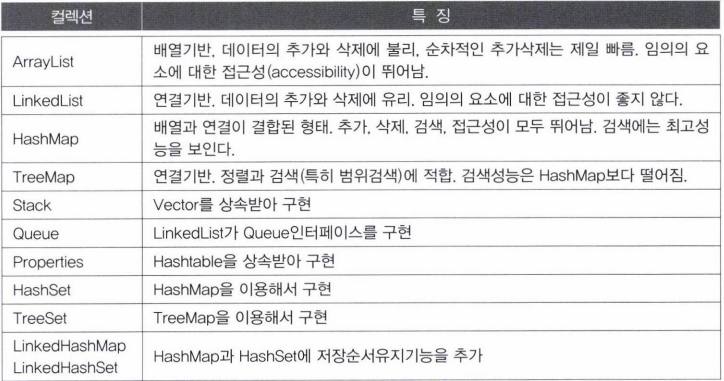 컬렉션 특 징
ArrayList 배열기반, 데이터의 추가와 삭제에 불리, 순차적인 추가삭제는 제일 빠름. 임의의 요
소에 대한 접근성(accessibility)이 뛰어남.
LinkedList 연결기반. 데이터의 추가와 삭제에 유리. 임의의 요소에 대한 접근성이 좋지 않다.
HashMap 배열과 연결이 결합된 형태. 추가, 삭제, 검색, 접근성이 모두 뛰어남. 검색에는 최고성
능을 보인다.
TreeMap 연결기반. 정렬과 검색(특히 범위검색)에 적합. 검색성능은 HashMap보다 떨어짐.
Stack Vector를 상속받아 구현
Queue LinkedList가 Queue인터페이스를 구현
Properties Hashtable을 상속받아 구현
HashSet HashMap을 이용해서 구현
TreeSet TreeMap을 이용해서 구현
LinkedHashMap
LinkedHashSet
HashMap과 HashSet에 저장순서유지기능을 추가